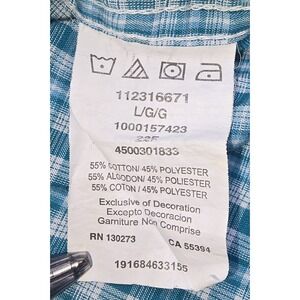 112316671
L/G/G
1000157423
4500301833
55% COTTON/ 45% POLYESTER
55% ALGODON/ 45% POLIESTER
55% COTON/ 45% POLYESTER
Exclusive of Decoration
Excepto Decoracion
Garniture Non Comprise
RN 130273 CA 55394
191684633155